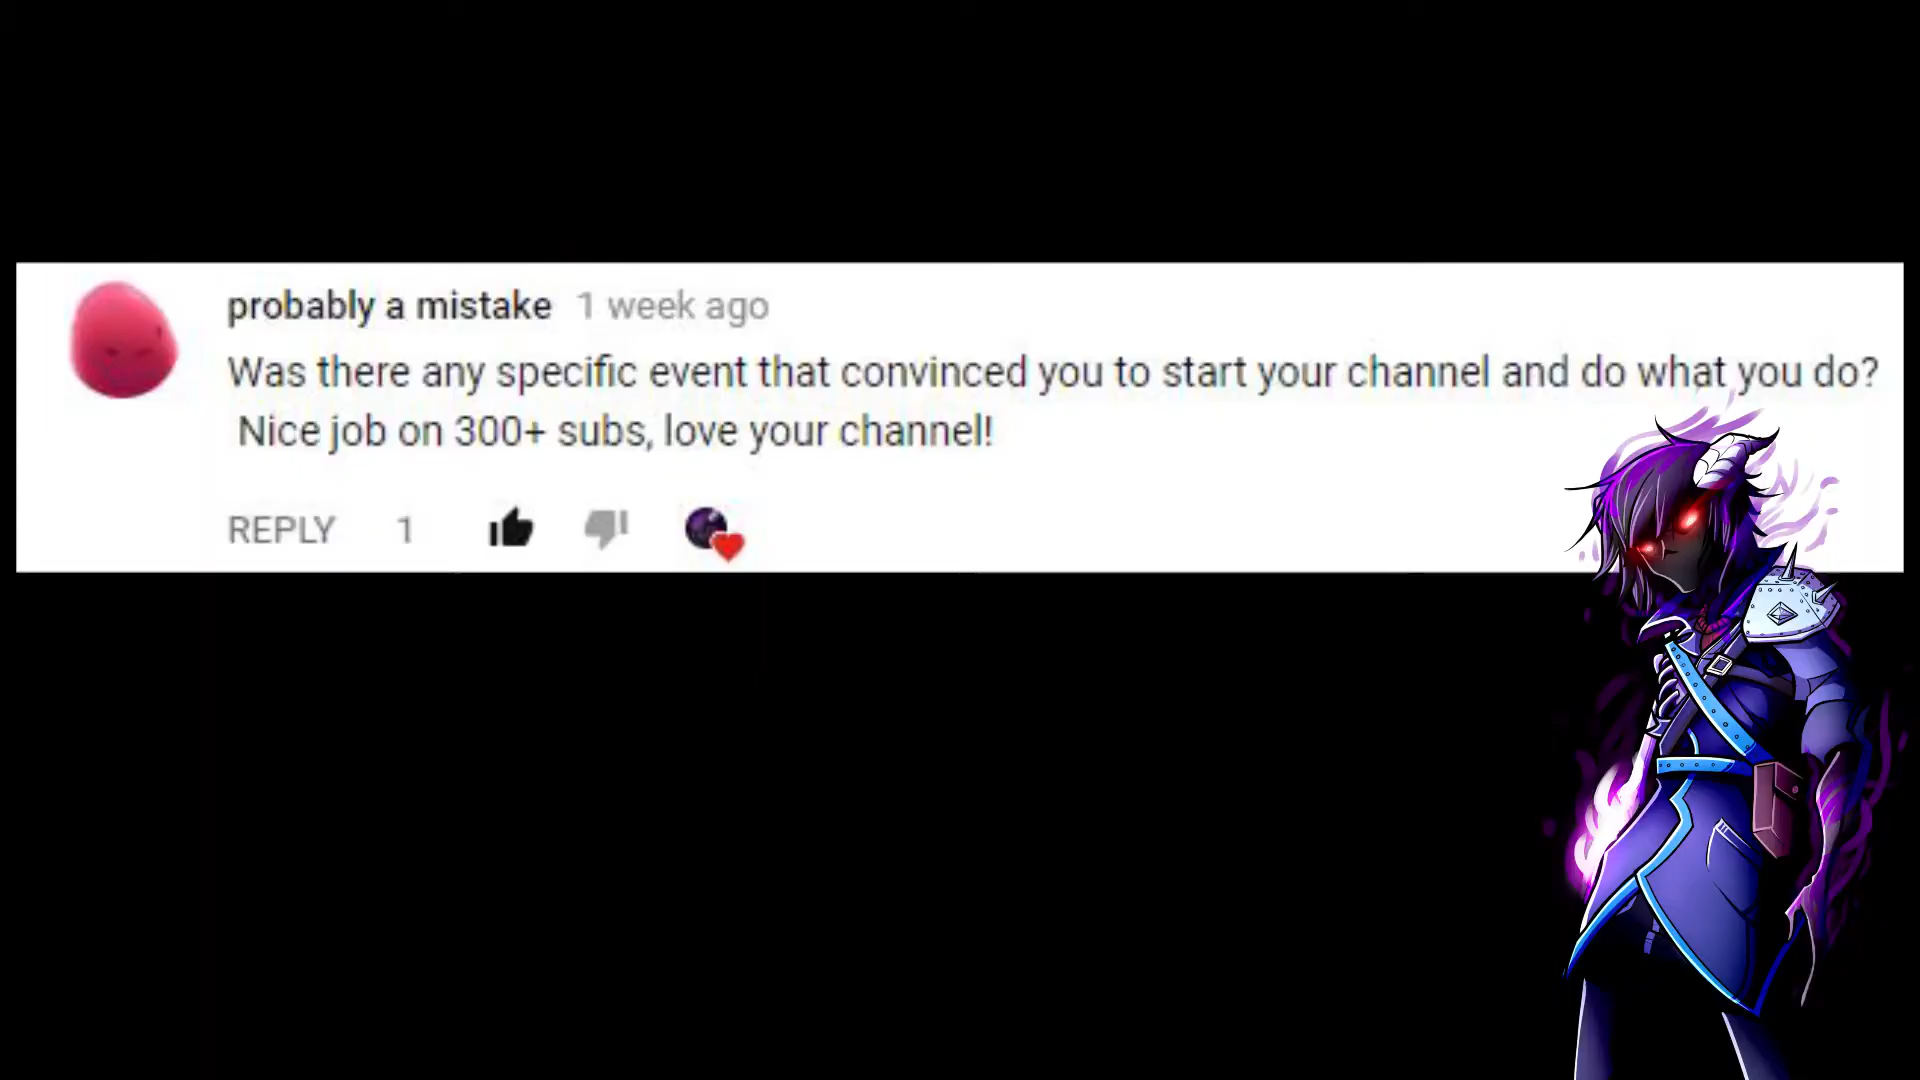 probably a mistake 1 week ago
Was there any specific event that convinced you to start your channel and do what you do?
Nice job on 300+ subs, love your channel!
REPLY 1